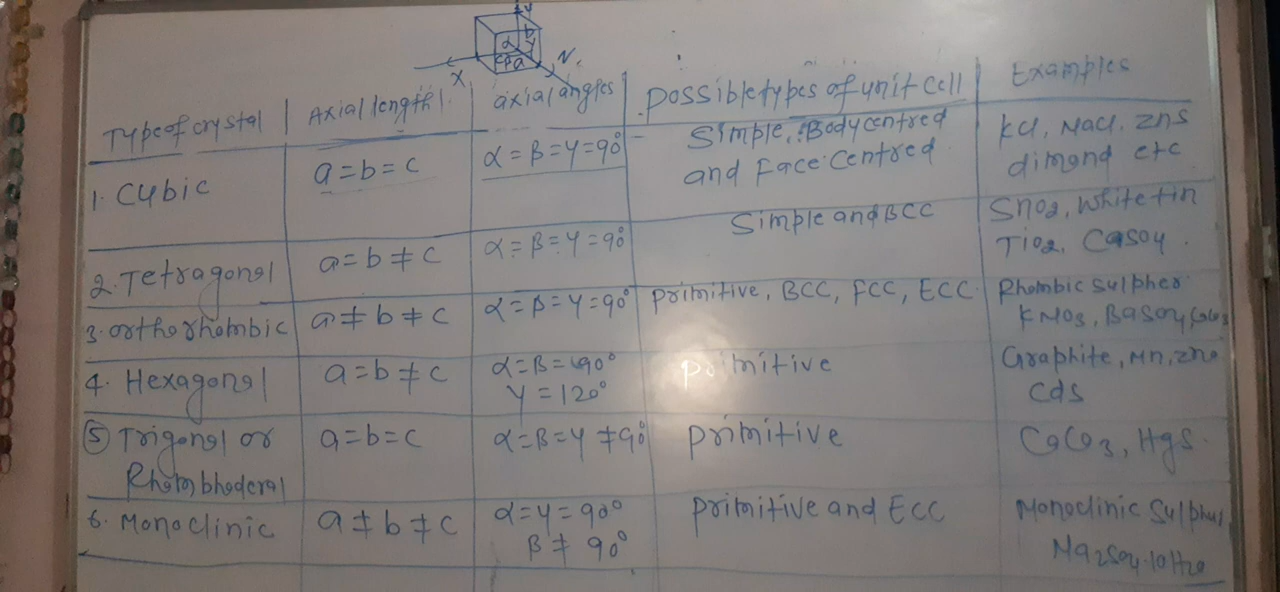 Y
b
α Y
β a
X N
Type of crystal | Axial length | axial angles | possible types of unit cell | Examples
1. Cubic | a=b=c | α=β=γ=90° | Simple, Body centred and Face Centred | KCl, NaCl, ZnS dimond etc
2. Tetragonal | a=b≠c | α=β=γ=90° | Simple and BCC | SnO2, White tin TiO2, CaSO4
3. Orthorhombic | a≠b≠c | α=β=γ=90° | Primitive, BCC, FCC, ECC | Rhombic Sulpher KNO3, BaSO4
4. Hexagonal | a=b≠c | α=β=90° γ=120° | primitive | Graphite, Mn, ZnO CdS
5 Trigonal or Rhombhoderal | a=b=c | α=β=γ≠90° | primitive | CaCO3, HgS
6. Monoclinic | a≠b≠c | α=γ=90° β≠90° | primitive and ECC | Monoclinic Sulphur Na2SO4.10H2O